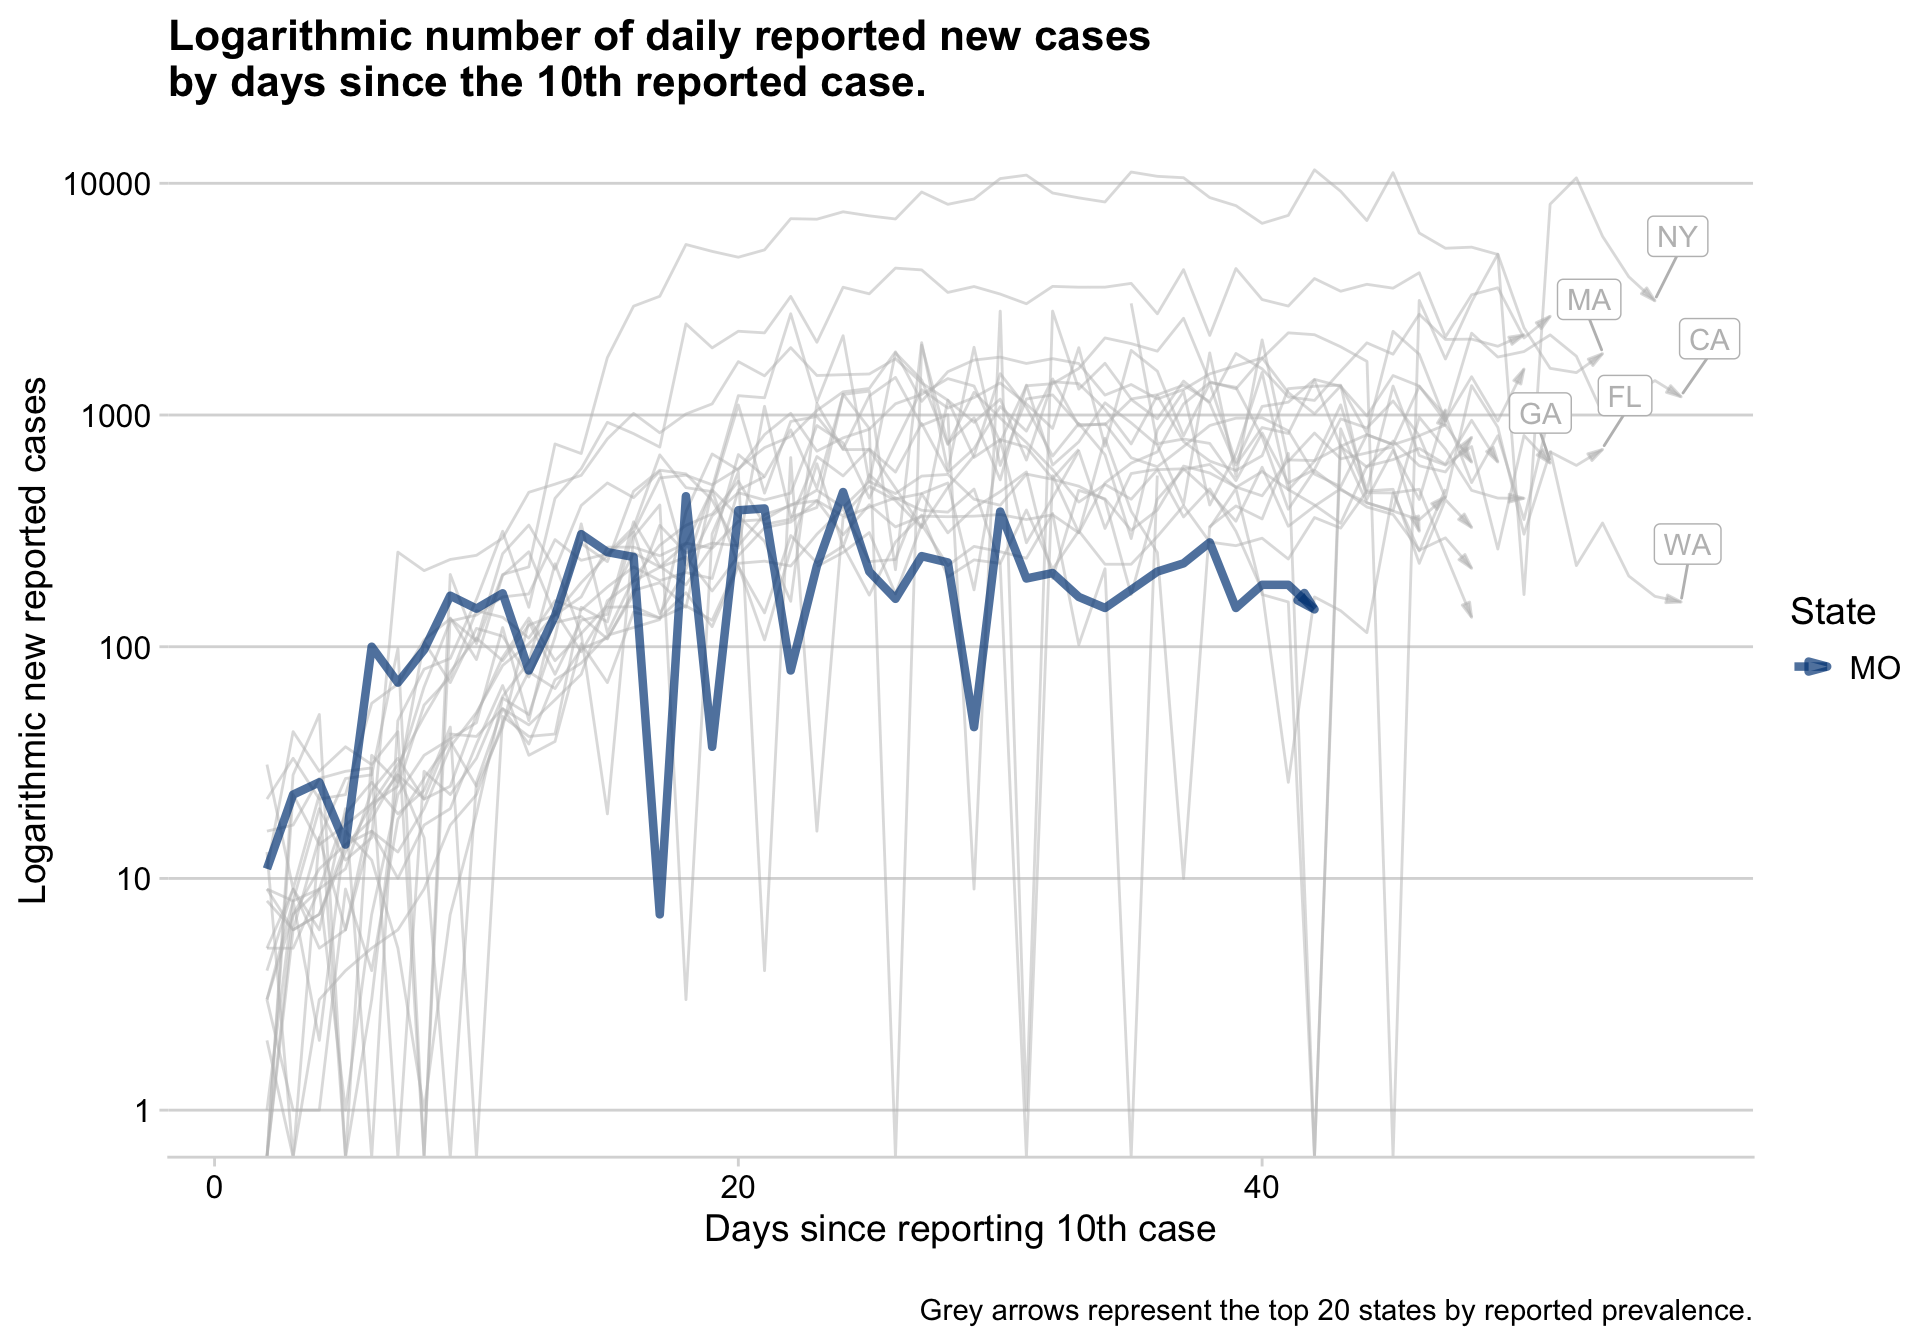 Logarithmic number of daily reported new cases
by days since the 10th reported case.
Logarithmic new reported cases
10000
1000
100
10
1
NY
MA
CA
FL
GA
WA
State
MO
0
20
40
Days since reporting 10th case
Grey arrows represent the top 20 states by reported prevalence.